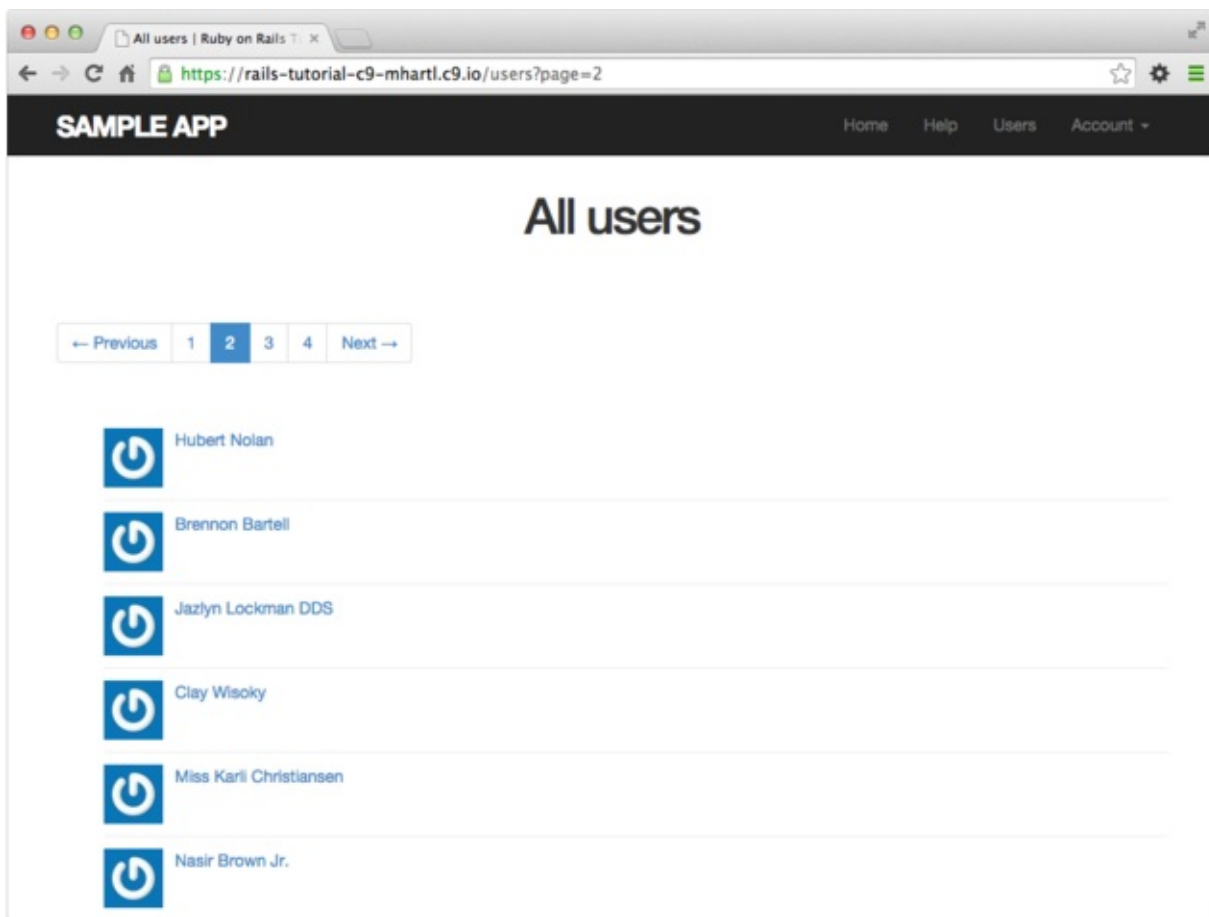 All users | Ruby on Rails T
https://rails-tutorial-c9-mhartl.c9.io/users?page=2
SAMPLE APP
Home Help Users Account
All users
← Previous 1 2 3 4 Next →
Hubert Nolan
Brennon Bartell
Jazlyn Lockman DDS
Clay Wisoky
Miss Karli Christiansen
Nasir Brown Jr.